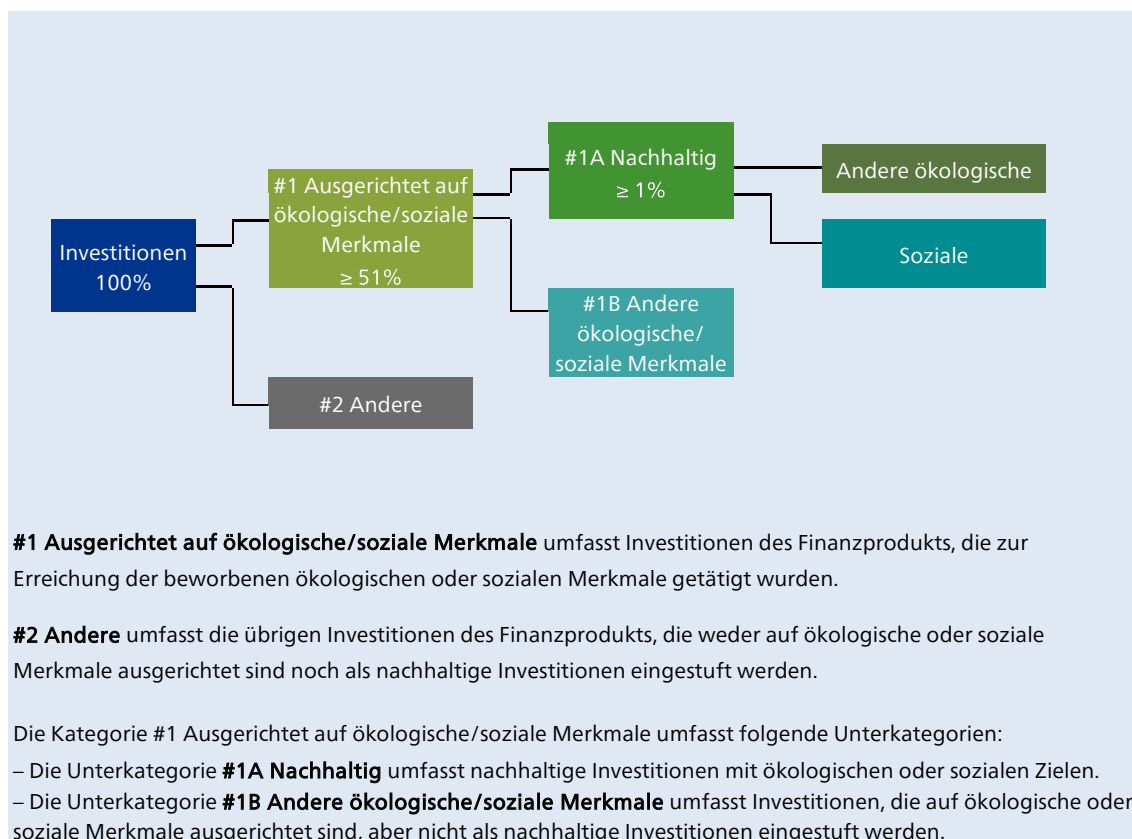 Investitionen
100%
#1 Ausgerichtet auf
ökologische/soziale
Merkmale
≥ 51%
#2 Andere
#1A Nachhaltig
≥ 1%
#1B Andere
ökologische/
soziale Merkmale
Andere ökologische
Soziale
#1 Ausgerichtet auf ökologische/soziale Merkmale umfasst Investitionen des Finanzprodukts, die zur
Erreichung der beworbenen ökologischen oder sozialen Merkmale getätigt wurden.
#2 Andere umfasst die übrigen Investitionen des Finanzprodukts, die weder auf ökologische oder soziale
Merkmale ausgerichtet sind noch als nachhaltige Investitionen eingestuft werden.
Die Kategorie #1 Ausgerichtet auf ökologische/soziale Merkmale umfasst folgende Unterkategorien:
– Die Unterkategorie #1A Nachhaltig umfasst nachhaltige Investitionen mit ökologischen oder sozialen Zielen.
– Die Unterkategorie #1B Andere ökologische/soziale Merkmale umfasst Investitionen, die auf ökologische oder
soziale Merkmale ausgerichtet sind, aber nicht als nachhaltige Investitionen eingestuft werden.